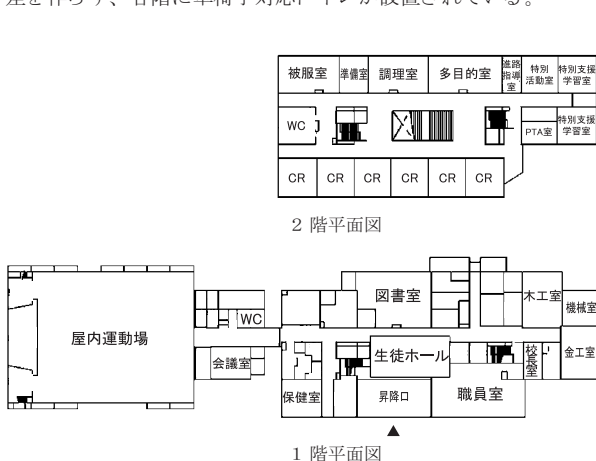 差を作らず、各階に車椅子対応トイレが設置されている。
被服室 準備室 調理室 多目的室 進路指導室 特別活動室 特別支援学習室
WC PTA室 特別支援学習室
CR CR CR CR CR CR
2 階平面図
図書室 木工室 機械室
WC
屋内運動場 会議室 生徒ホール 校長室 金工室
保健室 昇降口 職員室
▲
1 階平面図